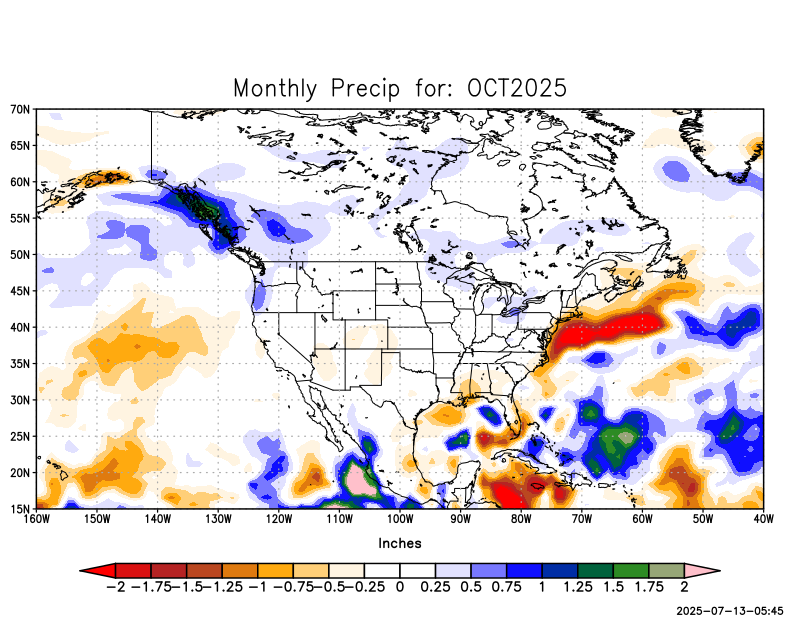 Monthly Precip for: OCT2025
70N
65N
60N
55N
50N
45N
40N
35N
30N
25N
20N
15N
160W 150W 140W 130W 120W 110W 100W 90W 80W 70W 60W 50W 40W
Inches
-2 -1.75 -1.5 -1.25 -1 -0.75 -0.5 -0.25 0 0.25 0.5 0.75 1 1.25 1.5 1.75 2
2025-07-13-05:45